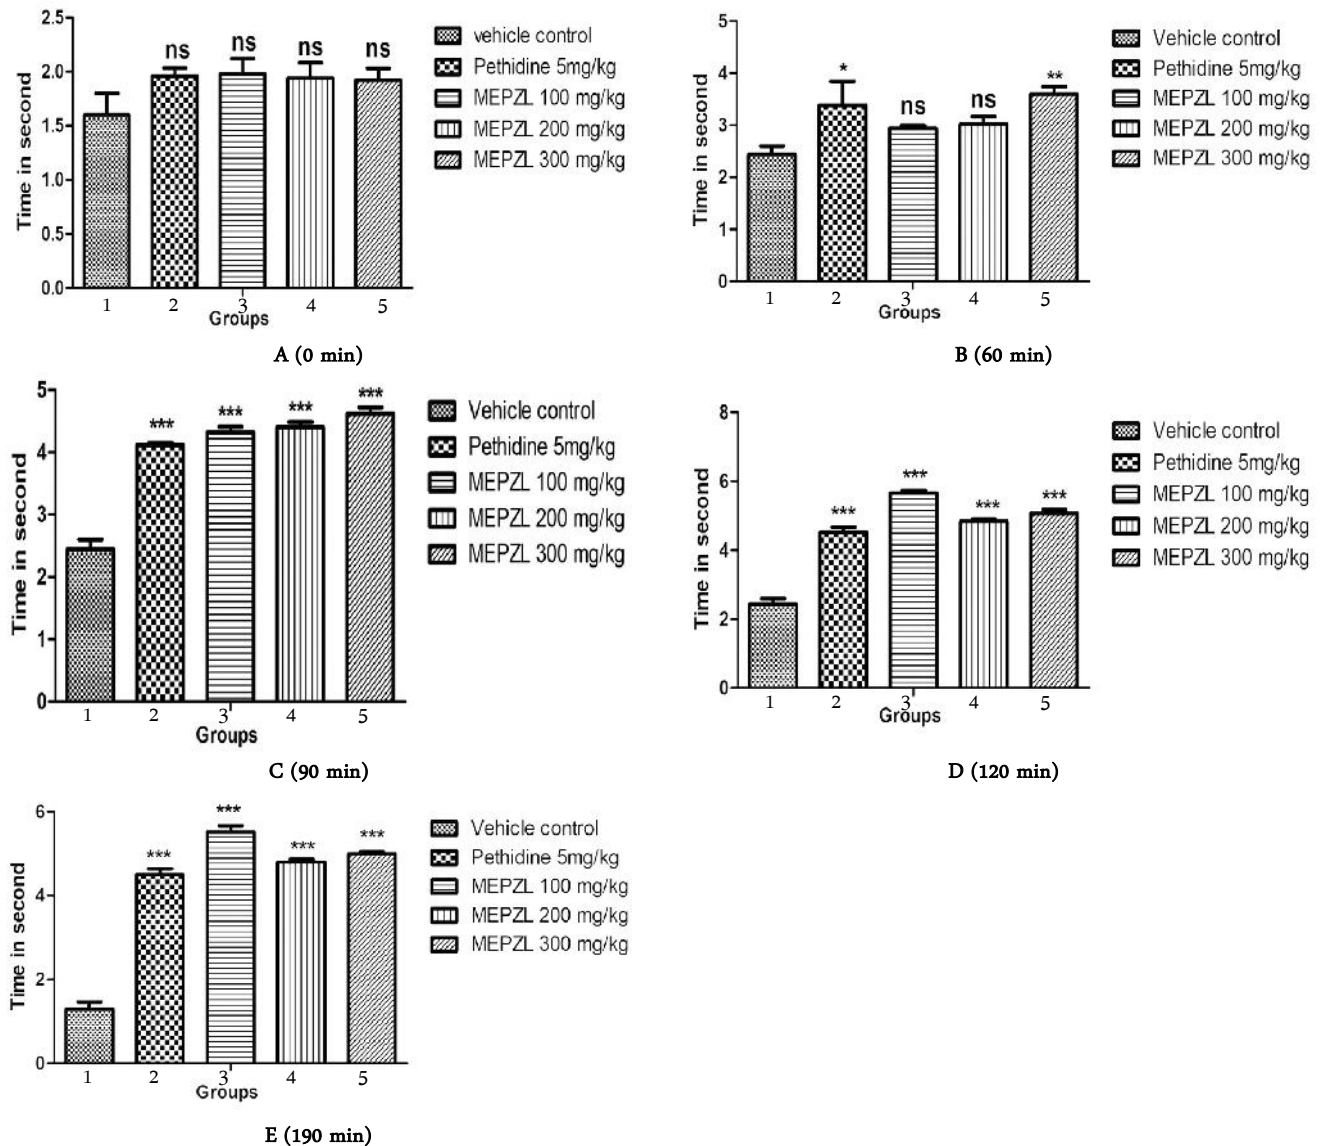 2.5
2.0
1.5
1.0
0.5
0.0
Time in second
ns
ns
ns
ns
1 2 3 4 5
Groups
vehicle control
Pethidine 5mg/kg
MEPZL 100 mg/kg
MEPZL 200 mg/kg
MEPZL 300 mg/kg
A (0 min)
5
4
3
2
1
0
Time in second
*
ns
ns
**
1 2 3 4 5
Groups
Vehicle control
Pethidine 5mg/kg
MEPZL 100 mg/kg
MEPZL 200 mg/kg
MEPZL 300 mg/kg
B (60 min)
5
4
3
2
1
0
Time in second
***
***
***
***
1 2 3 4 5
Groups
Vehicle control
Pethidine 5mg/kg
MEPZL 100 mg/kg
MEPZL 200 mg/kg
MEPZL 300 mg/kg
C (90 min)
8
6
4
2
0
Time in second
***
***
***
***
1 2 3 4 5
Groups
Vehicle control
Pethidine 5mg/kg
MEPZL 100 mg/kg
MEPZL 200 mg/kg
MEPZL 300 mg/kg
D (120 min)
6
4
2
0
Time in second
***
***
***
***
1 2 3 4 5
Groups
Vehicle control
Pethidine 5mg/kg
MEPZL 100 mg/kg
MEPZL 200 mg/kg
MEPZL 300 mg/kg
E (190 min)